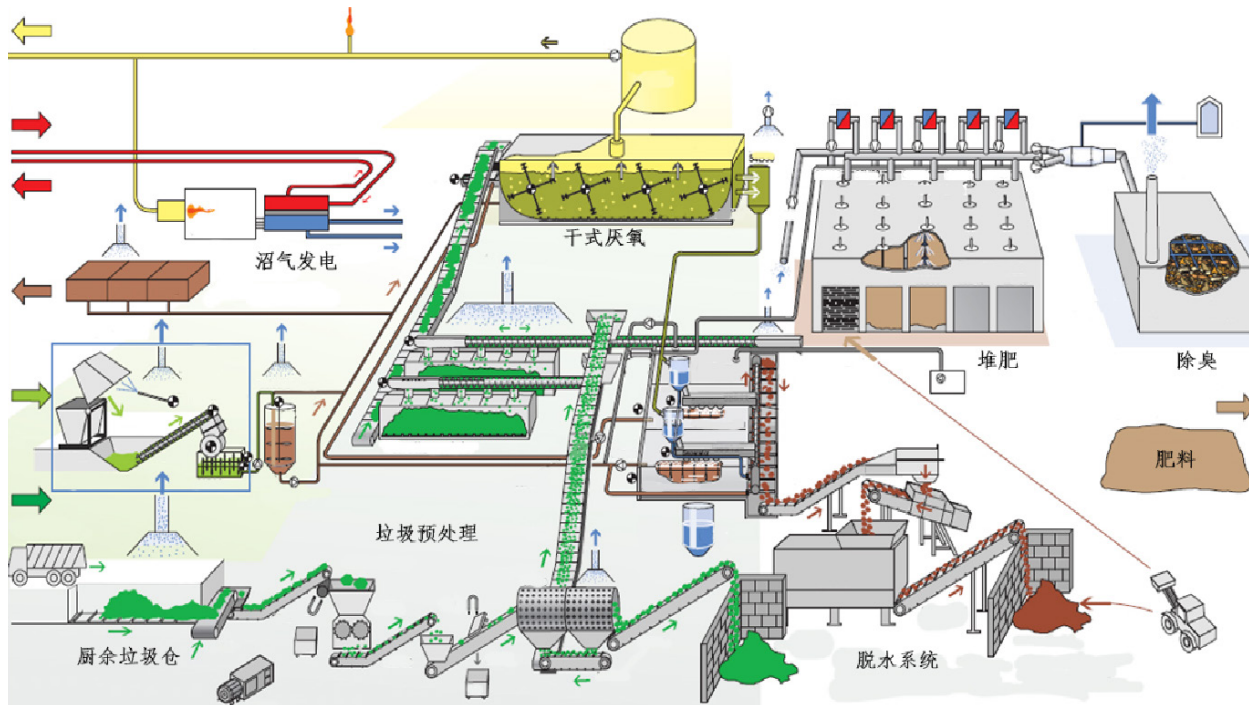 干式厌氧
沼气发电
堆肥
除臭
肥料
垃圾预处理
厨余垃圾仓
脱水系统